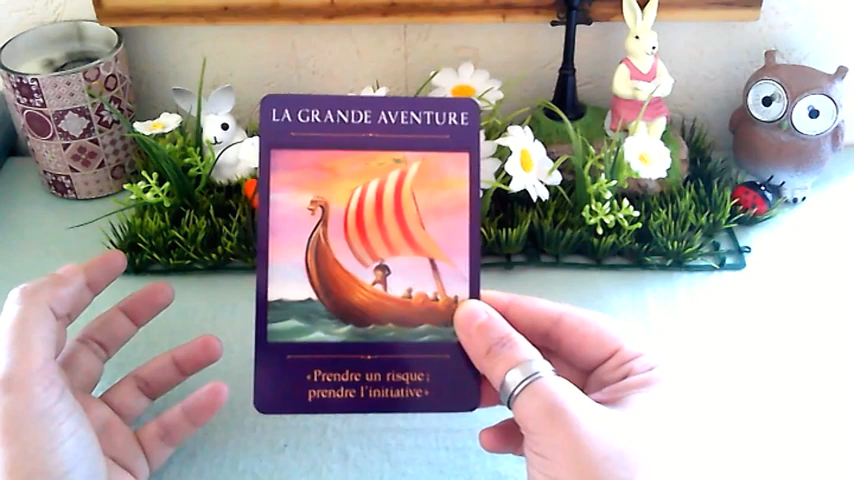 LA GRANDE AVENTURE
«Prendre un risque;
prendre l'initiative»